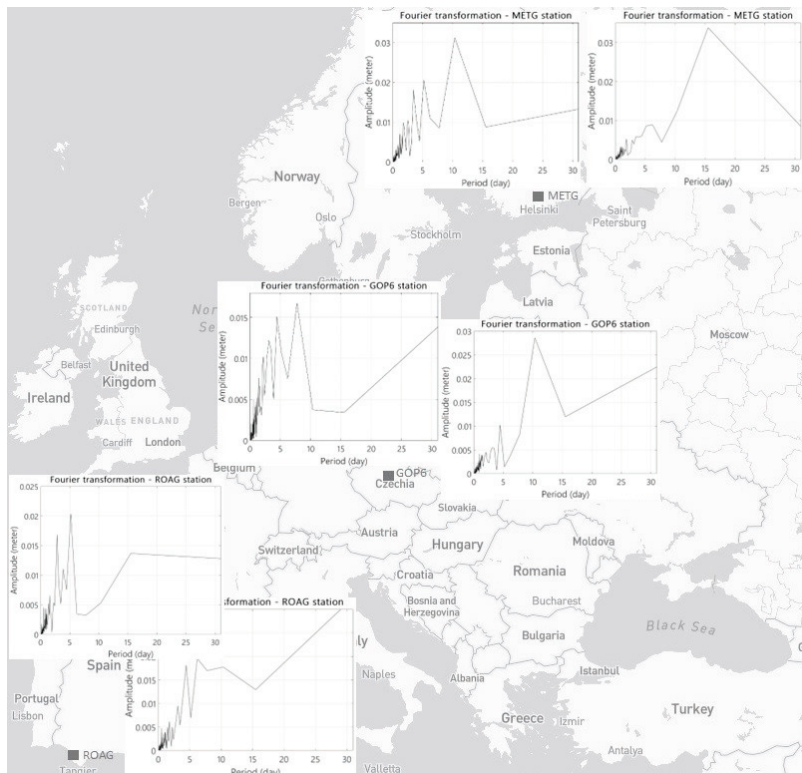 Fourier transformation - METG station
Amplitude (meter)
0.03
0.02
0.01
0
0 5 10 15 20 25 30
Period (day)
Fourier transformation - METG station
Amplitude (meter)
0.03
0.02
0.01
0
0 5 10 15 20 25 30
Period (day)
Norway
Bergen
Oslo
Stockholm
METG
Helsinki
Saint
Petersburg
Estonia
Latvia
Moscow
Fourier transformation - GOP6 station
Amplitude (meter)
0.015
0.01
0.005
0
0 5 10 15 20 25 30
Period (day)
Fourier transformation - GOP6 station
Amplitude (meter)
0.03
0.025
0.02
0.015
0.01
0.005
0
0 5 10 15 20 25 30
Period (day)
SCOTLAND
Edinburgh
Belfast
United
Kingdom
Ireland
WALES ENGLAND
Cardiff London
Belgium
GOP6
Czechia
Slovakia
Austria
Switzerland
Hungary
Moldova
Croatia
Romania
Bosnia and
Herzegovina
Bucharest
Bulgaria
Black Sea
Fourier transformation - ROAG station
Amplitude (meter)
0.025
0.02
0.015
0.01
0.005
0
0 5 10 15 20 25 30
Period (day)
sformation - ROAG station
Amplitude (meter)
0.02
0.015
0.01
0.005
0
0 5 10 15 20 25 30
Period (day)
Spain
Portugal
Lisbon
ROAG
Tangier
ly
Naples
Albania
Istanbul
Greece
Izmir
Turkey
Antalya
Valletta